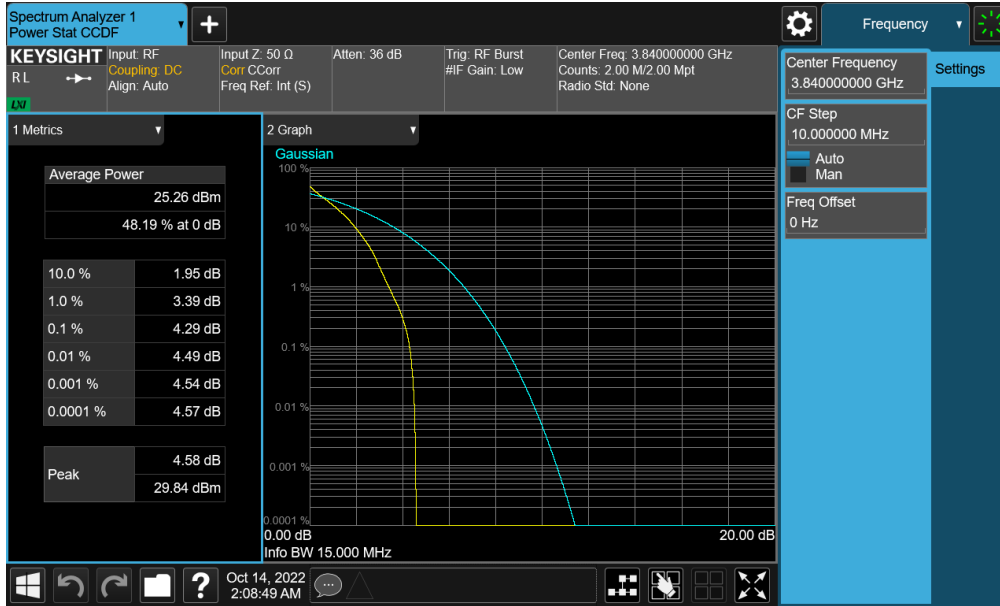 Spectrum Analyzer 1
Power Stat CCDF
+
Frequency
KEYSIGHT
RL
LXI
Input: RF
Coupling: DC
Align: Auto
Input Z: 50 Ω
Corr CCorr
Freq Ref: Int (S)
Atten: 36 dB
Trig: RF Burst
#IF Gain: Low
Center Freq: 3.840000000 GHz
Counts: 2.00 M/2.00 Mpt
Radio Std: None
Center Frequency
3.840000000 GHz
Settings
CF Step
10.000000 MHz
Auto
Man
Freq Offset
0 Hz
1 Metrics
Average Power
25.26 dBm
48.19 % at 0 dB
10.0 % 1.95 dB
1.0 % 3.39 dB
0.1 % 4.29 dB
0.01 % 4.49 dB
0.001 % 4.54 dB
0.0001 % 4.57 dB
Peak
4.58 dB
29.84 dBm
2 Graph
Gaussian
100 %
10 %
1 %
0.1 %
0.01 %
0.001 %
0.0001 %
0.00 dB 20.00 dB
Info BW 15.000 MHz
?
Oct 14, 2022
2:08:49 AM